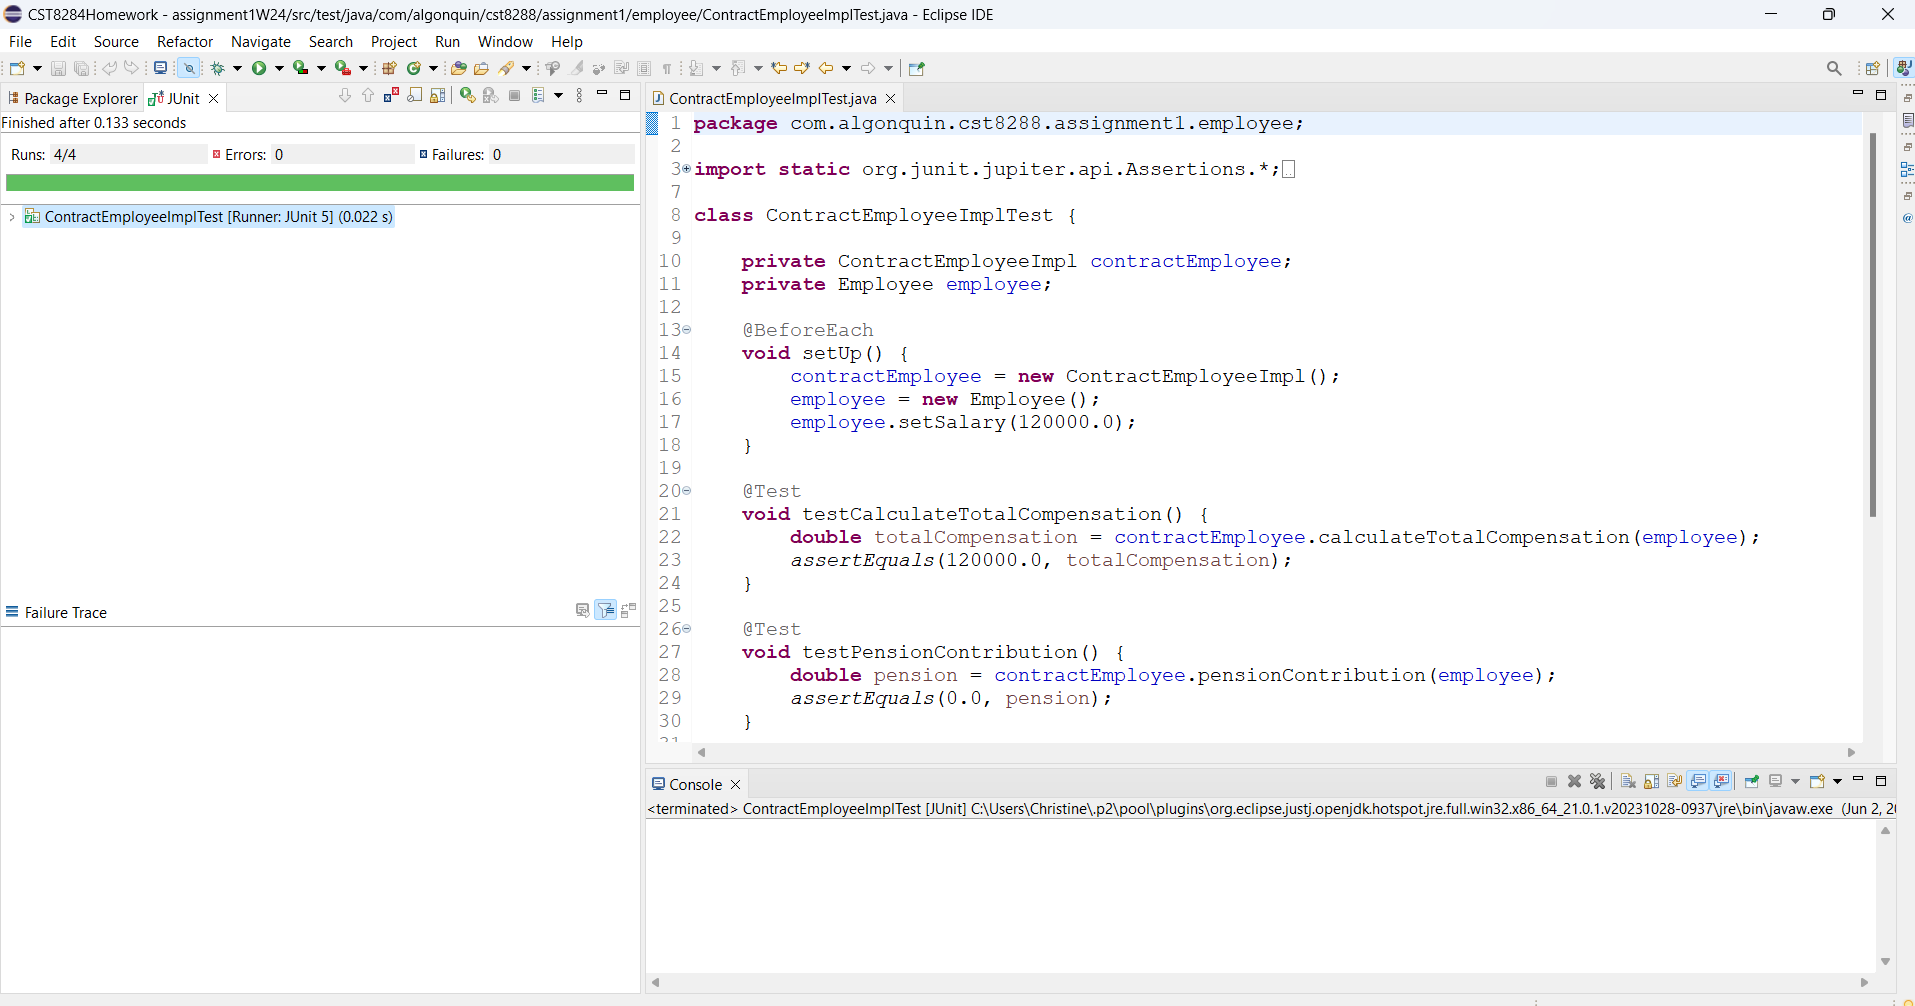 CST8284Homework - assignment1W24/src/test/java/com/algonquin/cst8288/assignment1/employee/ContractEmployeeImplTest.java - Eclipse IDE
File Edit Source Refactor Navigate Search Project Run Window Help
Package Explorer JUnit
Finished after 0.133 seconds
Runs: 4/4 Errors: 0 Failures: 0
ContractEmployeeImplTest [Runner: JUnit 5] (0.022 s)
Failure Trace
ContractEmployeeImplTest.java
1 package com.algonquin.cst8288.assignment1.employee;
2
3 import static org.junit.jupiter.api.Assertions.*;
7
8 class ContractEmployeeImplTest {
9
10 private ContractEmployeeImpl contractEmployee;
11 private Employee employee;
12
13 @BeforeEach
14 void setUp() {
15 contractEmployee = new ContractEmployeeImpl();
16 employee = new Employee();
17 employee.setSalary(120000.0);
18 }
19
20 @Test
21 void testCalculateTotalCompensation() {
22 double totalCompensation = contractEmployee.calculateTotalCompensation(employee);
23 assertEquals(120000.0, totalCompensation);
24 }
25
26 @Test
27 void testPensionContribution() {
28 double pension = contractEmployee.pensionContribution(employee);
29 assertEquals(0.0, pension);
30 }
31
Console
<terminated> ContractEmployeeImplTest [JUnit] C:\Users\Christine\.p2\pool\plugins\org.eclipse.justj.openjdk.hotspot.jre.full.win32.x86_64_21.0.1.v20231028-0937\jre\bin\javaw.exe (Jun 2, 2